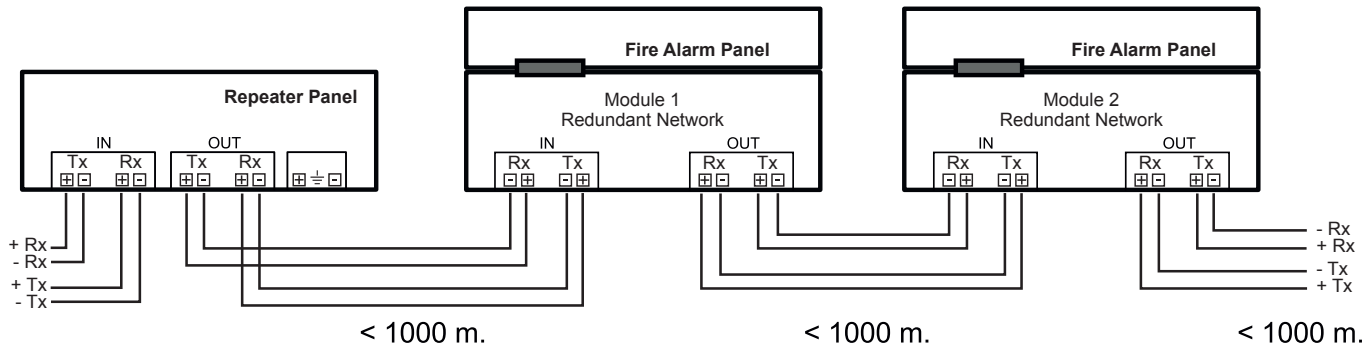 Fire Alarm Panel
Fire Alarm Panel
Repeater Panel
Module 1
Redundant Network
Module 2
Redundant Network
IN
OUT
IN
OUT
IN
OUT
Tx Rx
Tx Rx
Rx Tx
Rx Tx
Rx Tx
Rx Tx
+ - + -
+ - + -
+ -
- + - +
+ - + -
- + - +
+ - + -
+ Rx
- Rx
+ Tx
- Tx
- Rx
+ Rx
- Tx
+ Tx
< 1000 m.
< 1000 m.
< 1000 m.